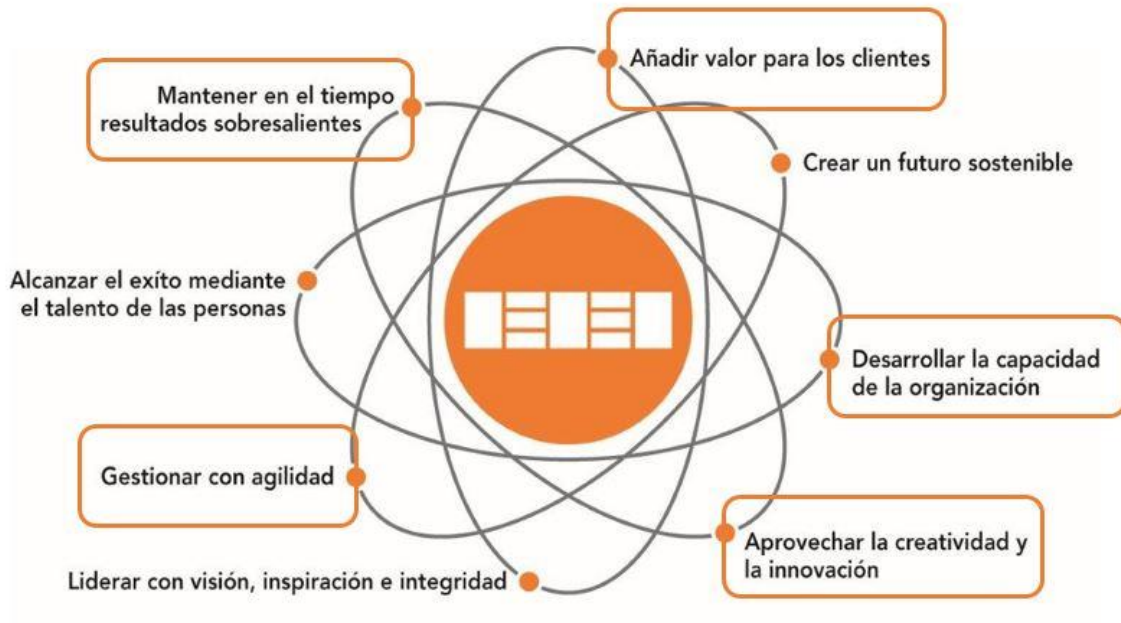 Añadir valor para los clientes
Mantener en el tiempo
resultados sobresalientes
Crear un futuro sostenible
Alcanzar el exíto mediante
el talento de las personas
Desarrollar la capacidad
de la organización
Gestionar con agilidad
Aprovechar la creatividad y
la innovación
Liderar con visión, inspiración e integridad